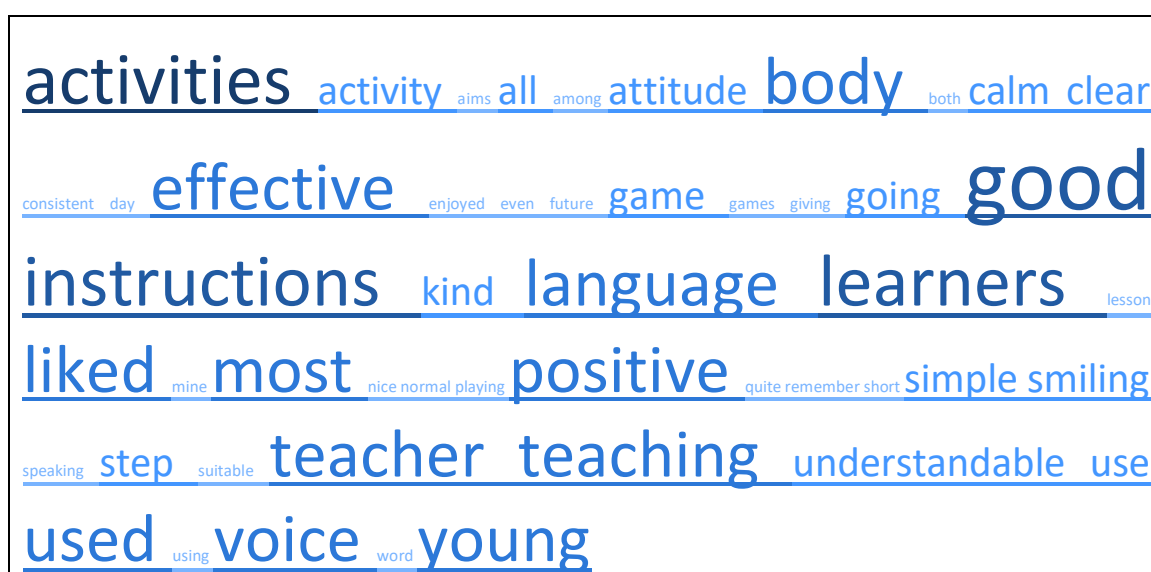 activities activity aims all among attitude body both calm clear
consistent day effective enjoyed even future game games giving going good
instructions kind language learners lesson
liked mine most nice normal playing positive quite remember short simple smiling
speaking step suitable teacher teaching understandable use
used using voice word young